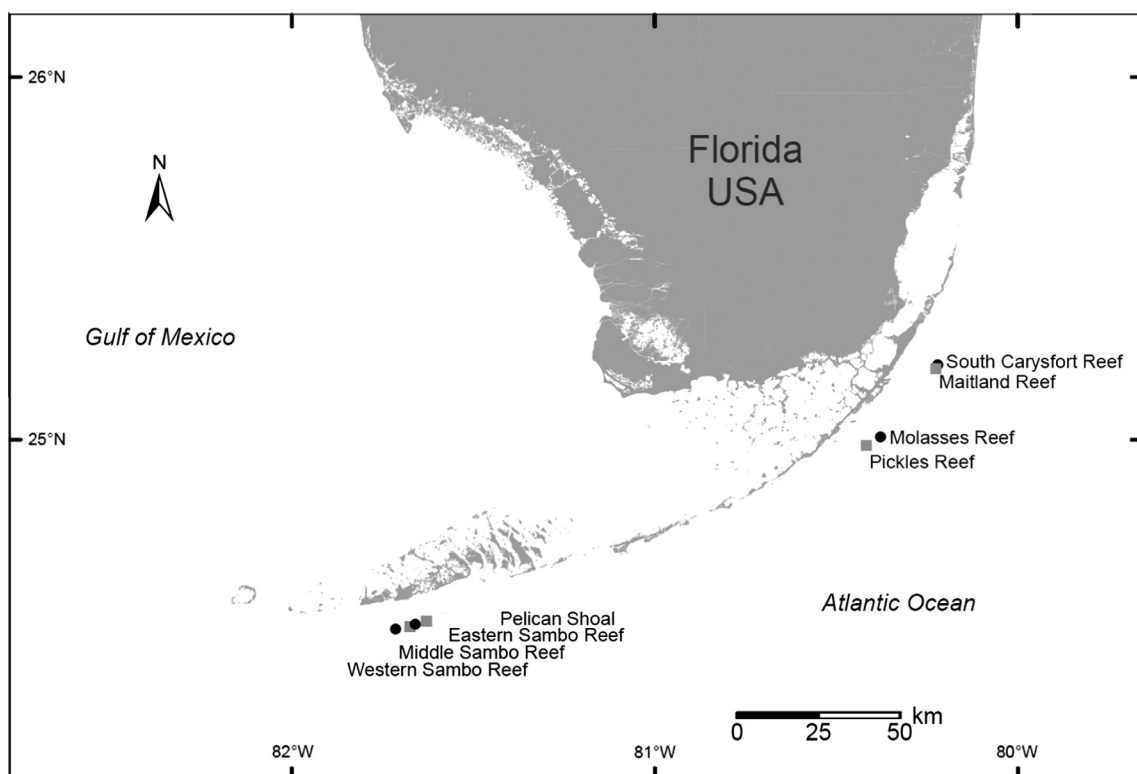 26°N
Florida
USA
N
Gulf of Mexico
South Carysfort Reef
Maitland Reef
25°N
Molasses Reef
Pickles Reef
Atlantic Ocean
Pelican Shoal
Eastern Sambo Reef
Middle Sambo Reef
Western Sambo Reef
km
0 25 50
82°W 81°W 80°W